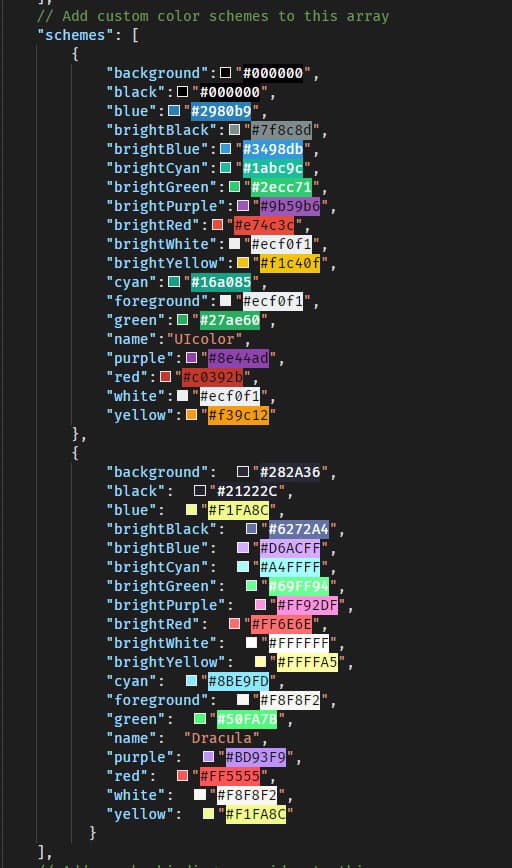 // Add custom color schemes to this array
"schemes": [
{
"background":"#000000",
"black":"#000000",
"blue":"#2980b9",
"brightBlack":"#7f8c8d",
"brightBlue":"#3498db",
"brightCyan":"#1abc9c",
"brightGreen":"#2ecc71",
"brightPurple":"#9b59b6",
"brightRed":"#e74c3c",
"brightWhite":"#ecf0f1",
"brightYellow":"#f1c40f",
"cyan":"#16a085",
"foreground":"#ecf0f1",
"green":"#27ae60",
"name":"UIcolor",
"purple":"#8e44ad",
"red":"#c0392b",
"white":"#ecf0f1",
"yellow":"#f39c12"
},
{
"background":  "#282A36",
"black":  "#21222C",
"blue":  "#F1FA8C",
"brightBlack":  "#6272A4",
"brightBlue":  "#D6ACFF",
"brightCyan":  "#A4FFFF",
"brightGreen":  "#69FF94",
"brightPurple":  "#FF92DF",
"brightRed":  "#FF6E6E",
"brightWhite":  "#FFFFFF",
"brightYellow":  "#FFFFA5",
"cyan":  "#8BE9FD",
"foreground":  "#F8F8F2",
"green":  "#50FA7B",
"name":  "Dracula",
"purple":  "#BD93F9",
"red":  "#FF5555",
"white":  "#F8F8F2",
"yellow":  "#F1FA8C"
}
],